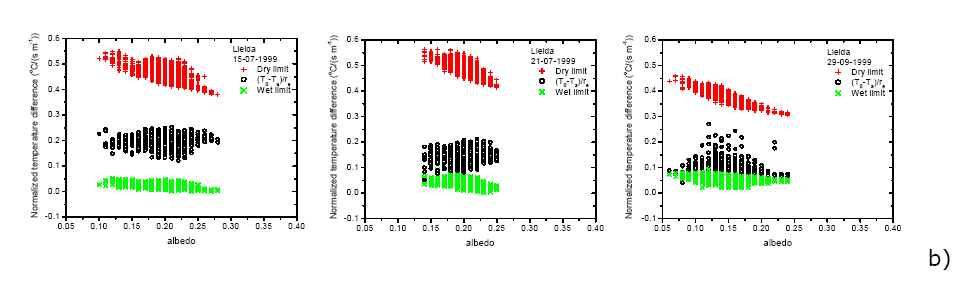 Normalized temperature difference (°C/(s m⁻¹))
0.6
0.5
0.4
0.3
0.2
0.1
0.0
-0.1
Lleida
15-07-1999
Dry limit
(T₀-Tₐ)/rₑ
Wet limit
0.05 0.10 0.15 0.20 0.25 0.30 0.35 0.40
albedo
Normalized temperature difference (°C/(s m⁻¹))
0.6
0.5
0.4
0.3
0.2
0.1
0.0
-0.1
Lleida
21-07-1999
Dry limit
(T₀-Tₐ)/rₑ
Wet limit
0.05 0.10 0.15 0.20 0.25 0.30 0.35 0.40
albedo
Normalized temperature difference (°C/(s m⁻¹))
0.6
0.5
0.4
0.3
0.2
0.1
0.0
-0.1
Lleida
29-09-1999
Dry limit
(T₀-Tₐ)/rₑ
Wet limit
0.05 0.10 0.15 0.20 0.25 0.30 0.35 0.40
albedo
b)